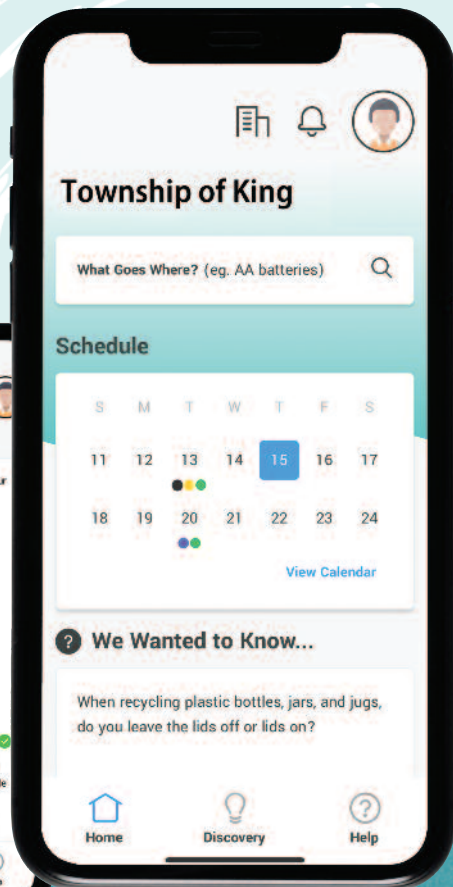 Township of King
What Goes Where? (eg. AA batteries)
Schedule
S M T W T F S
11 12 13 14 15 16 17
18 19 20 21 22 23 24
View Calendar
? We Wanted to Know...
When recycling plastic bottles, jars, and jugs,
do you leave the lids off or lids on?
Home Discovery Help